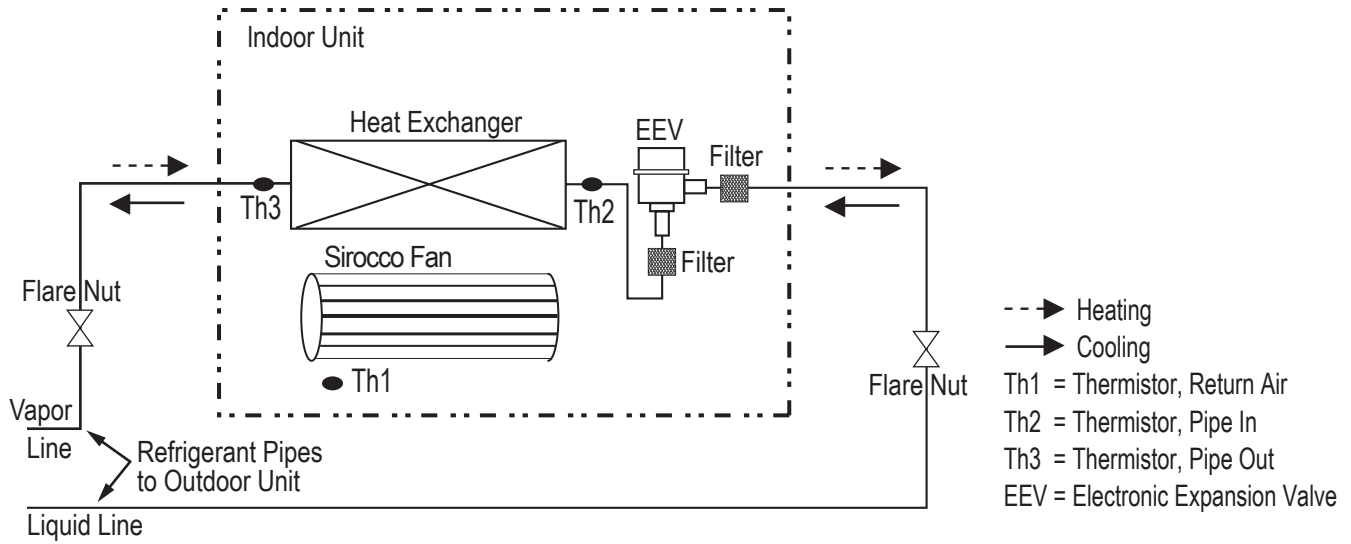 Indoor Unit
Heat Exchanger
EEV
Filter
Th3
Th2
Sirocco Fan
Filter
Flare Nut
Th1
Flare Nut
Vapor
Line
Refrigerant Pipes
to Outdoor Unit
Liquid Line
Heating
Cooling
Th1 = Thermistor, Return Air
Th2 = Thermistor, Pipe In
Th3 = Thermistor, Pipe Out
EEV = Electronic Expansion Valve